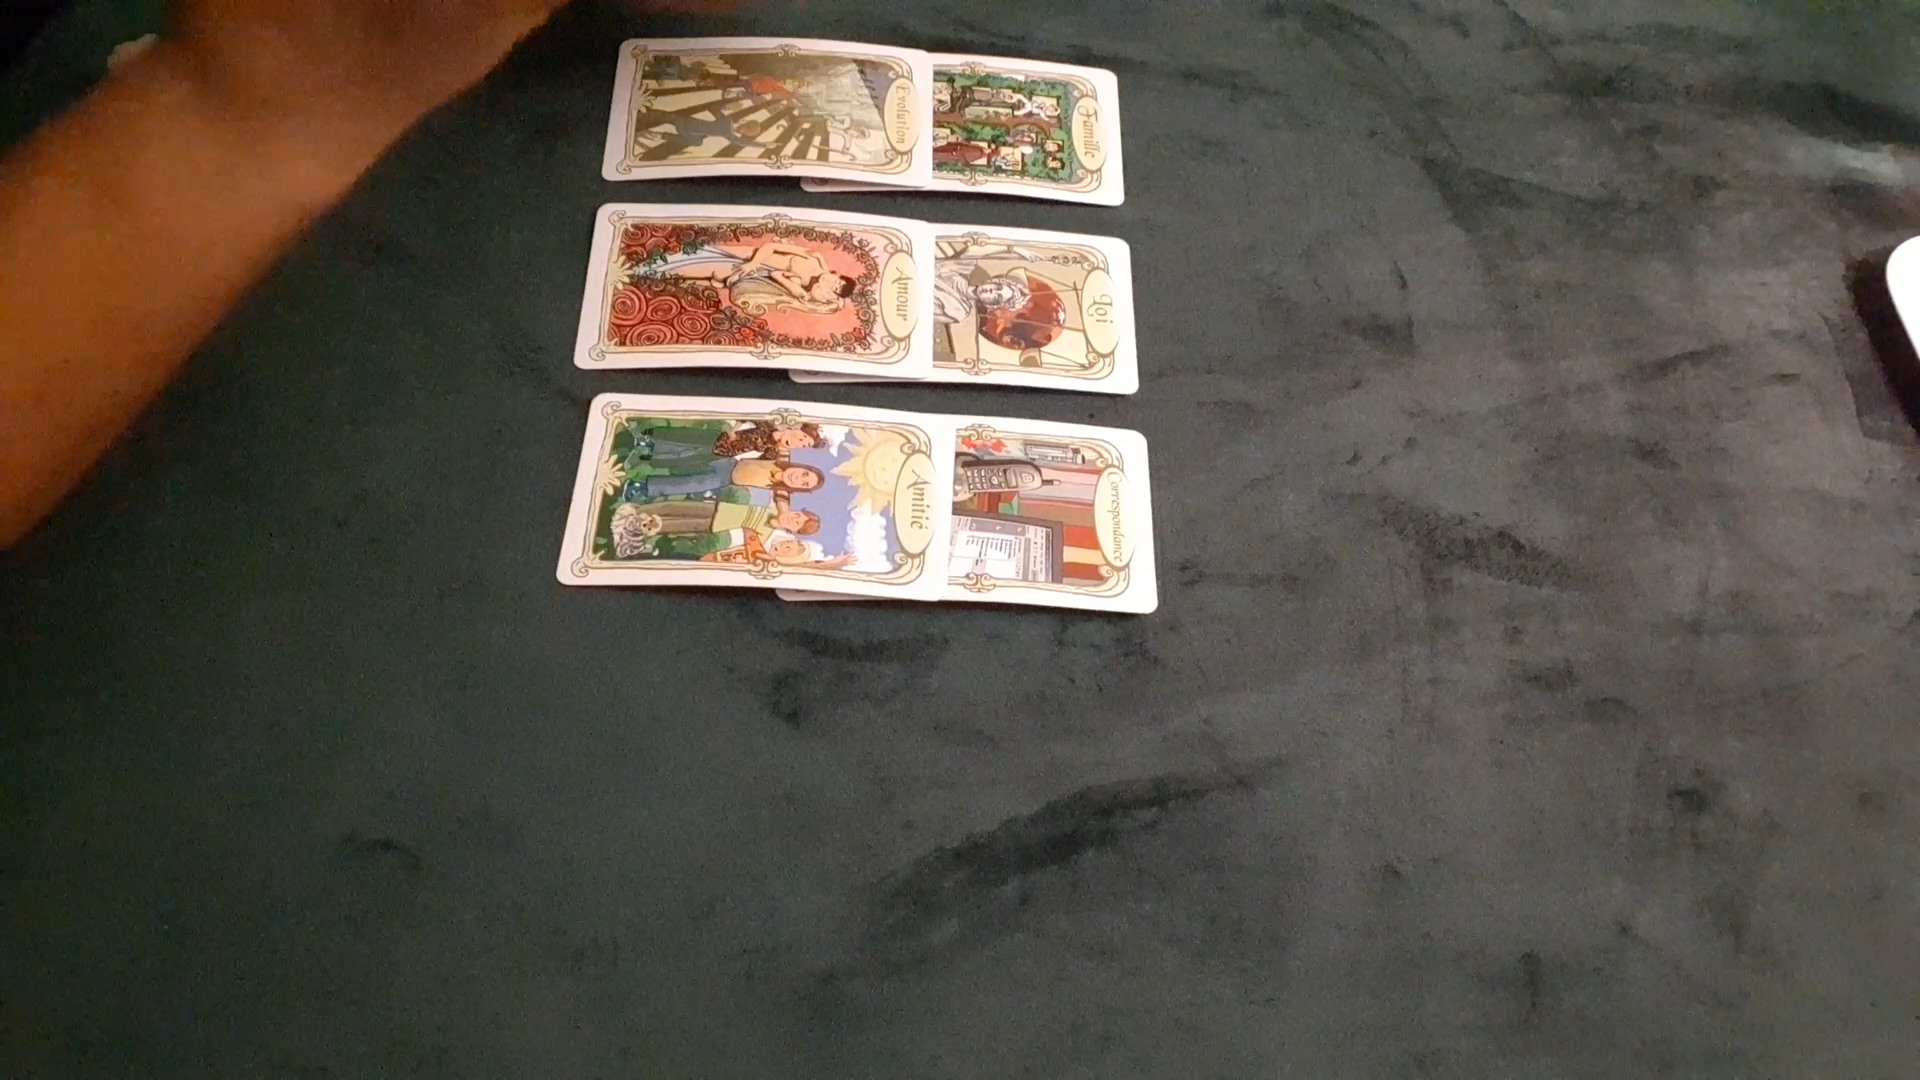 Evolution
Famille
Amour
Loi
Amitié
Correspondance